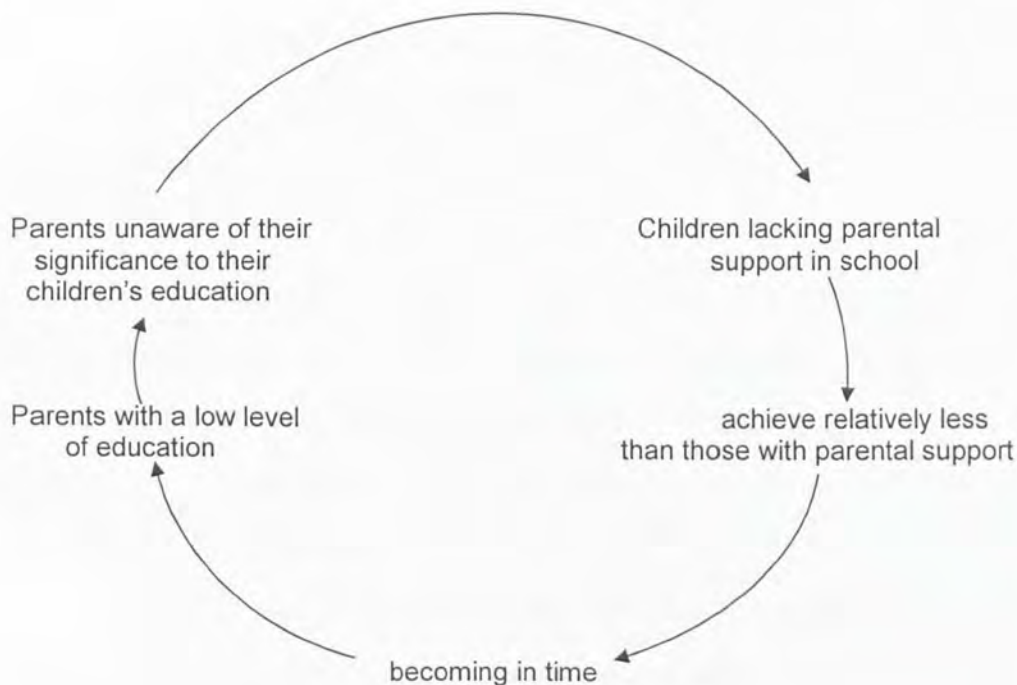 Parents unaware of their
significance to their
children's education
Children lacking parental
support in school
achieve relatively less
than those with parental support
becoming in time
Parents with a low level
of education